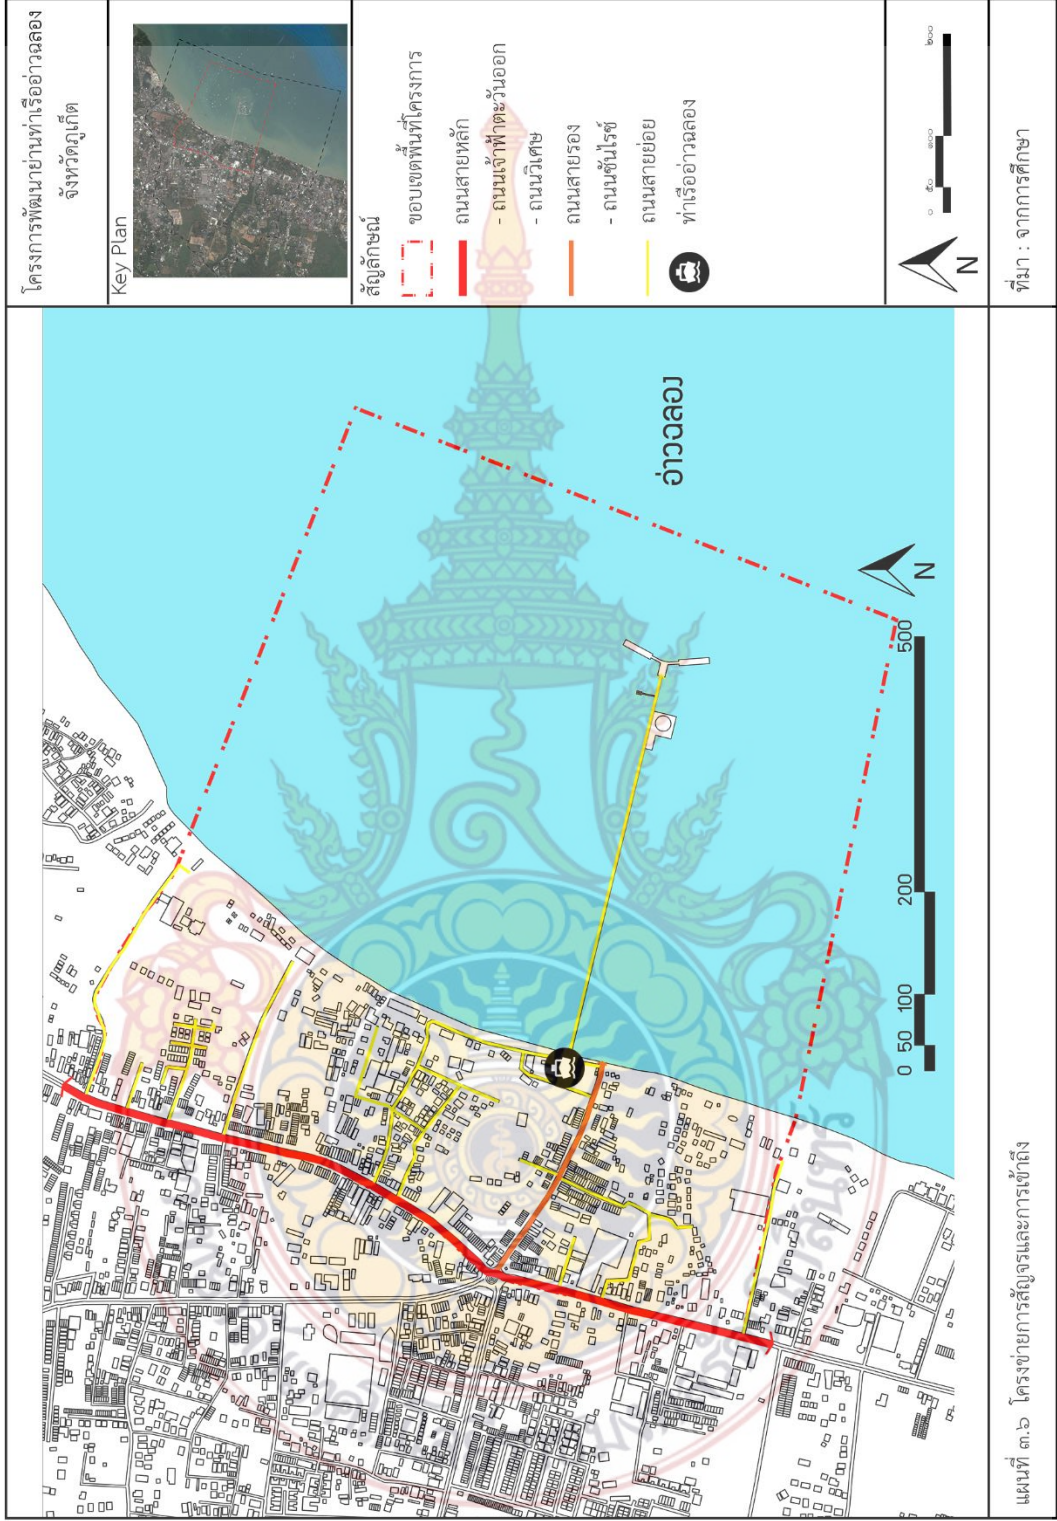 โครงการพัฒนาย่านท่าเรืออ่าวฉลอง
จังหวัดภูเก็ต
Key Plan
สัญลักษณ์
ขอบเขตพื้นที่โครงการ
ถนนสายหลัก
- ถนนเจ้าฟ้าตะวันออก
- ถนนวิเศษ
ถนนสายรอง
- ถนนชันไรซ์
ถนนสายย่อย
ท่าเรืออ่าวฉลอง
N
ที่มา : จากการศึกษา
อ่าวฉลอง
N
0 50 100 200 500
แผนที่ ๓.๖ โครงข่ายการสัญจรและการเข้าถึง